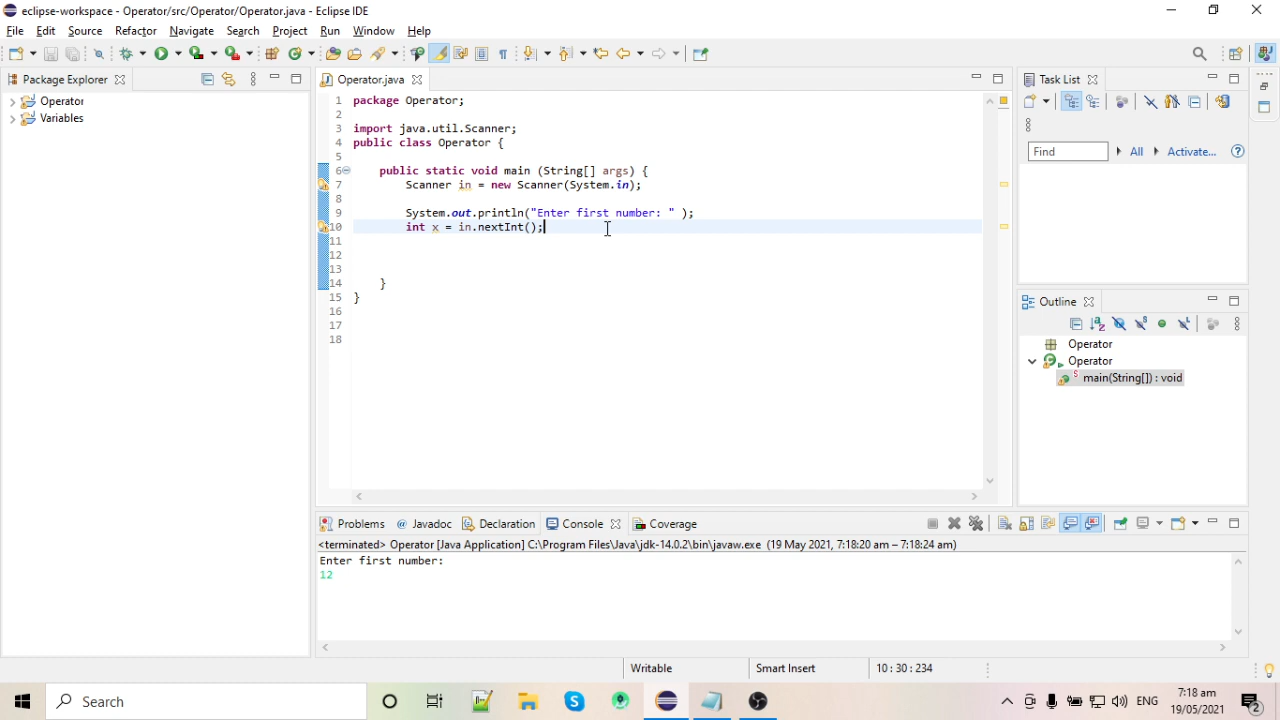 eclipse-workspace - Operator/src/Operator/Operator.java - Eclipse IDE
File Edit Source Refactor Navigate Search Project Run Window Help
Package Explorer
Operator
Variables
Operator.java
1 package Operator;
2
3 import java.util.Scanner;
4 public class Operator {
5
6 public static void main (String[] args) {
7 Scanner in = new Scanner(System.in);
8
9 System.out.println("Enter first number: " );
10 int x = in.nextInt();
11
12
13
14 }
15 }
16
17
18
Task List
Find All Activate...
Outline
Operator
Operator
main(String[]) : void
Problems Javadoc Declaration Console Coverage
<terminated> Operator [Java Application] C:\Program Files\Java\jdk-14.0.2\bin\javaw.exe (19 May 2021, 7:18:20 am – 7:18:24 am)
Enter first number:
12
Writable Smart Insert 10 : 30 : 234
Search
ENG
7:18 am
19/05/2021
2